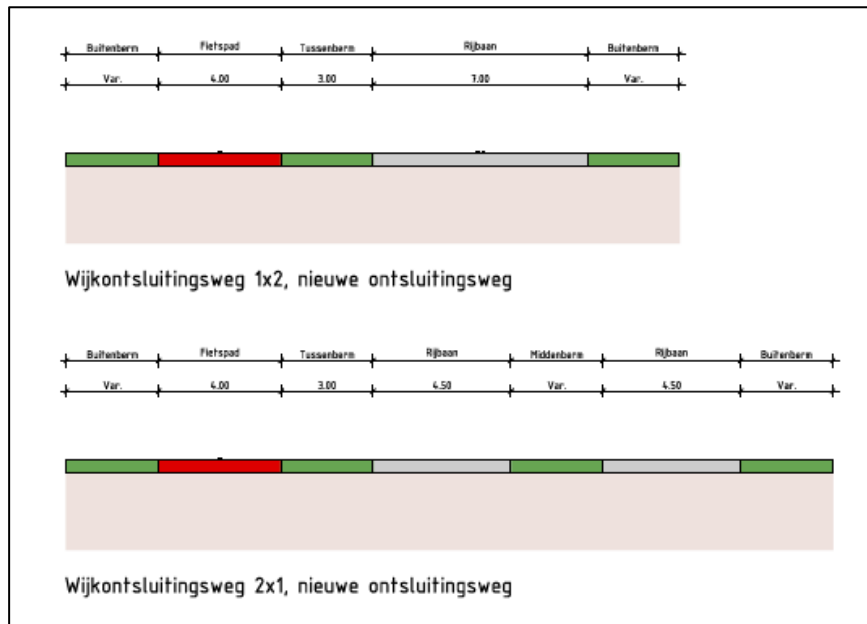 Buitenberm Fietspad Tussenberm Rijbaan Buitenberm
Var. 4.00 3.00 7.00 Var.
Wijkontsluitingsweg 1x2, nieuwe ontsluitingsweg
Buitenberm Fietspad Tussenberm Rijbaan Middenberm Rijbaan Buitenberm
Var. 4.00 3.00 4.50 Var. 4.50 Var.
Wijkontsluitingsweg 2x1, nieuwe ontsluitingsweg